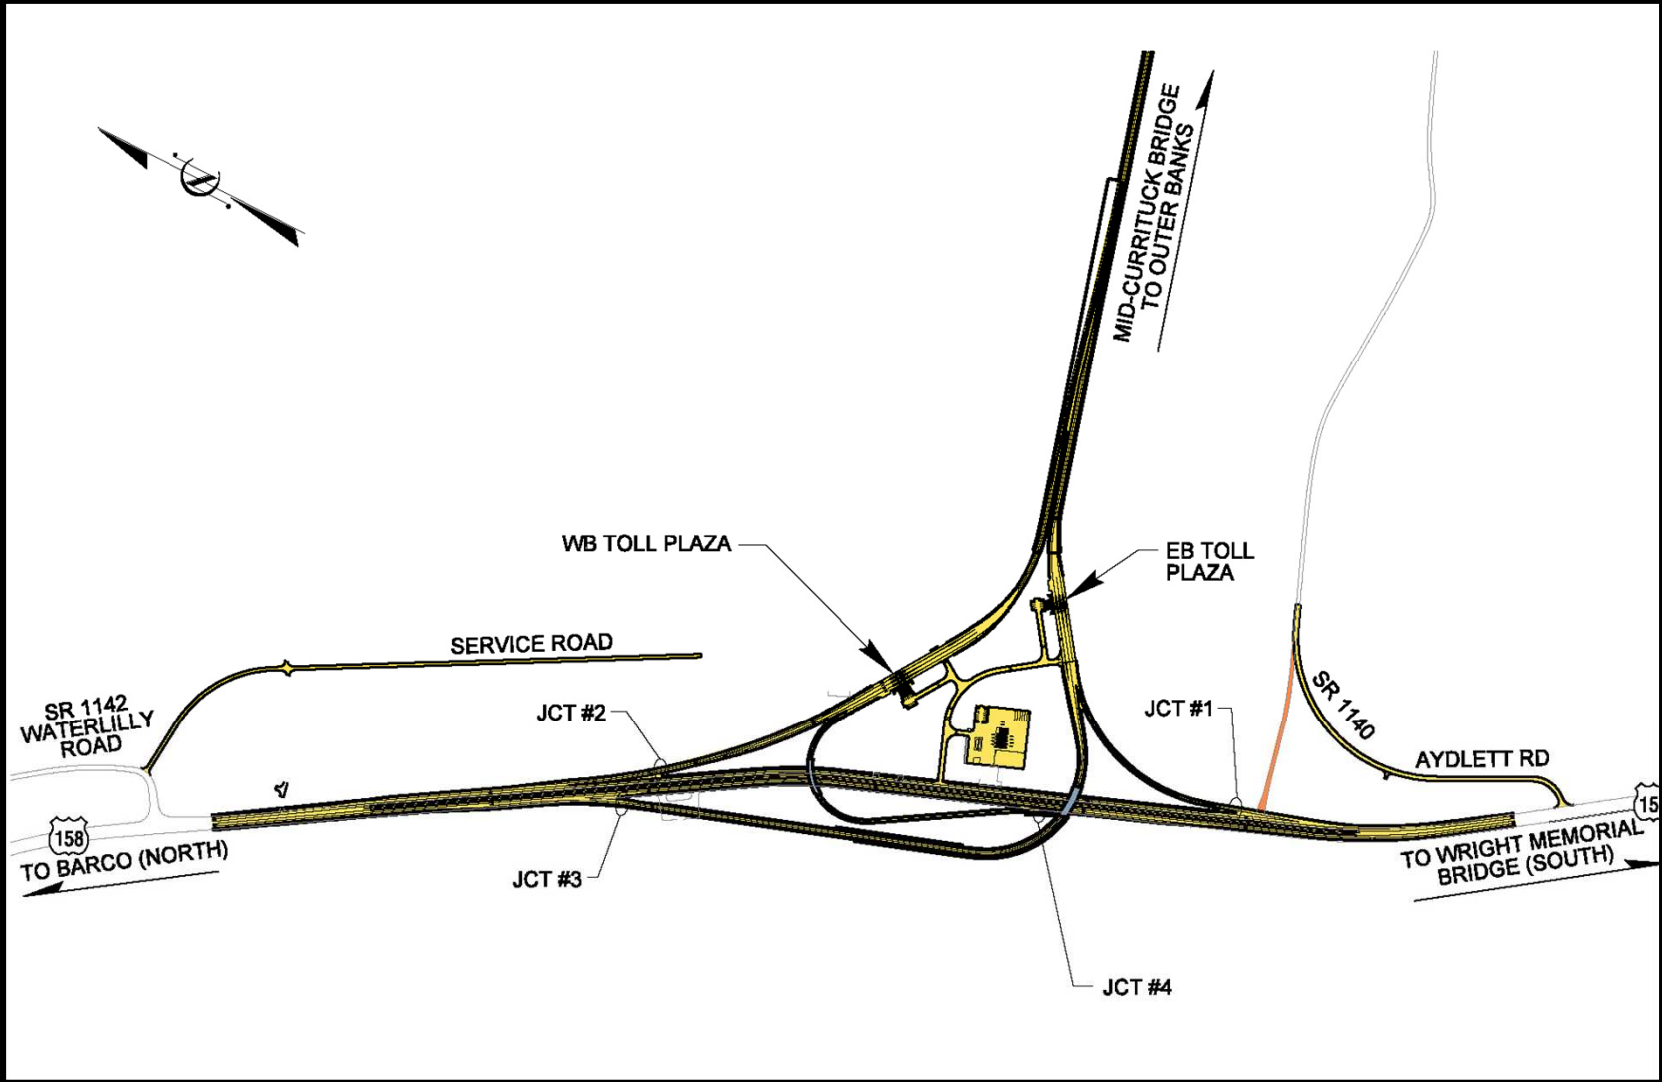 MID-CURRITUCK BRIDGE
TO OUTER BANKS
WB TOLL PLAZA
EB TOLL
PLAZA
SERVICE ROAD
SR 1142
WATERLILLY
ROAD
JCT #2
JCT #1
SR 1140
AYDLETT RD
158
TO BARCO (NORTH)
JCT #3
15
TO WRIGHT MEMORIAL
BRIDGE (SOUTH)
JCT #4